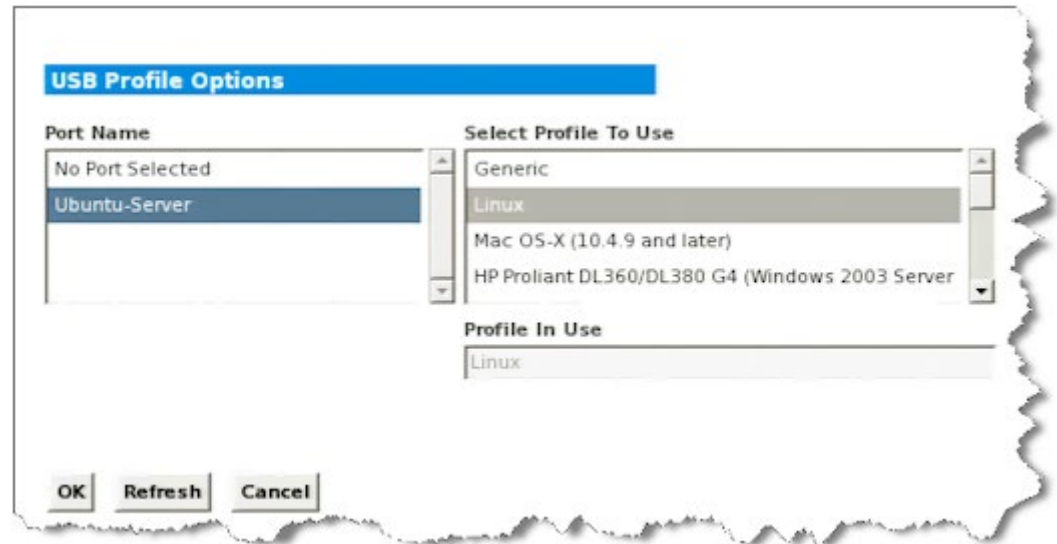 USB Profile Options
Port Name
No Port Selected
Ubuntu-Server
Select Profile To Use
Generic
Linux
Mac OS-X (10.4.9 and later)
HP Proliant DL360/DL380 G4 (Windows 2003 Server
Profile In Use
Linux
OK Refresh Cancel